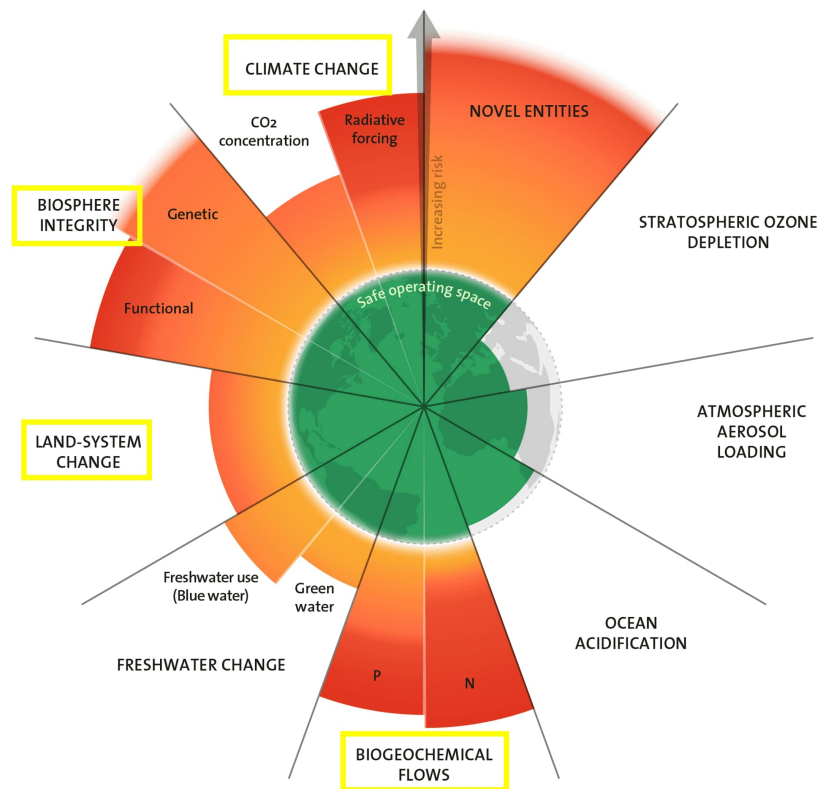 CLIMATE CHANGE
CO2
concentration
Radiative
forcing
NOVEL ENTITIES
Increasing risk
STRATOSPHERIC OZONE
DEPLETION
BIOSPHERE
INTEGRITY
Genetic
Functional
Safe operating space
ATMOSPHERIC
AEROSOL
LOADING
LAND-SYSTEM
CHANGE
Freshwater use
(Blue water)
Green
water
FRESHWATER CHANGE
OCEAN
ACIDIFICATION
P
N
BIOGEOCHEMICAL
FLOWS